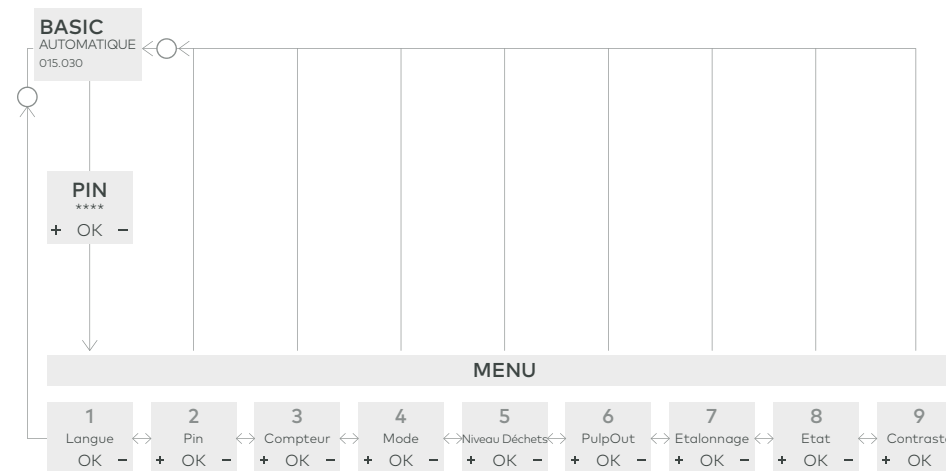 BASIC
AUTOMATIQUE
015.030
PIN
****
+ OK −
MENU
1 2 3 4 5 6 7 8 9
Langue Pin Compteur Mode Niveau Déchets PulpOut Etalonnage Etat Contraste
OK − + OK − + OK − + OK − + OK − + OK − + OK − + OK − + OK